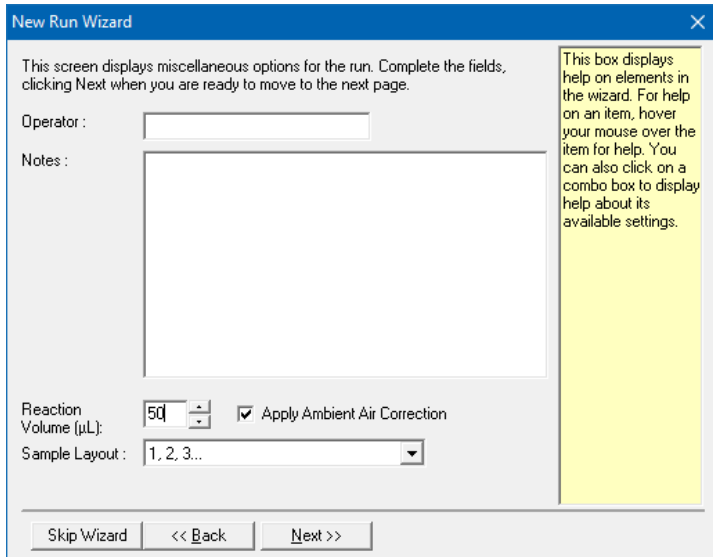 New Run Wizard
This screen displays miscellaneous options for the run. Complete the fields,
clicking Next when you are ready to move to the next page.
Operator :
Notes :
Reaction
Volume (µL):
50
Apply Ambient Air Correction
Sample Layout :
1, 2, 3...
This box displays
help on elements in
the wizard. For help
on an item, hover
your mouse over the
item for help. You
can also click on a
combo box to display
help about its
available settings.
Skip Wizard
<< Back
Next >>